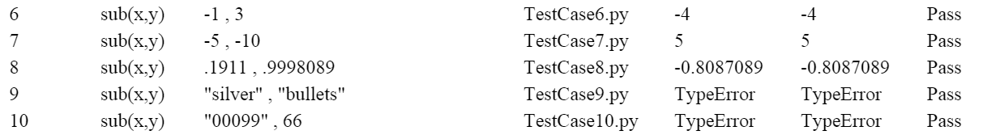 6 sub(x,y) -1 , 3 TestCase6.py -4 -4 Pass
7 sub(x,y) -5 , -10 TestCase7.py 5 5 Pass
8 sub(x,y) .1911 , .9998089 TestCase8.py -0.8087089 -0.8087089 Pass
9 sub(x,y) "silver" , "bullets" TestCase9.py TypeError TypeError Pass
10 sub(x,y) "00099" , 66 TestCase10.py TypeError TypeError Pass